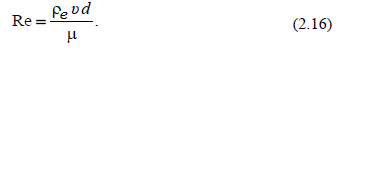 Re = ρₑ υ d / μ . (2.16)